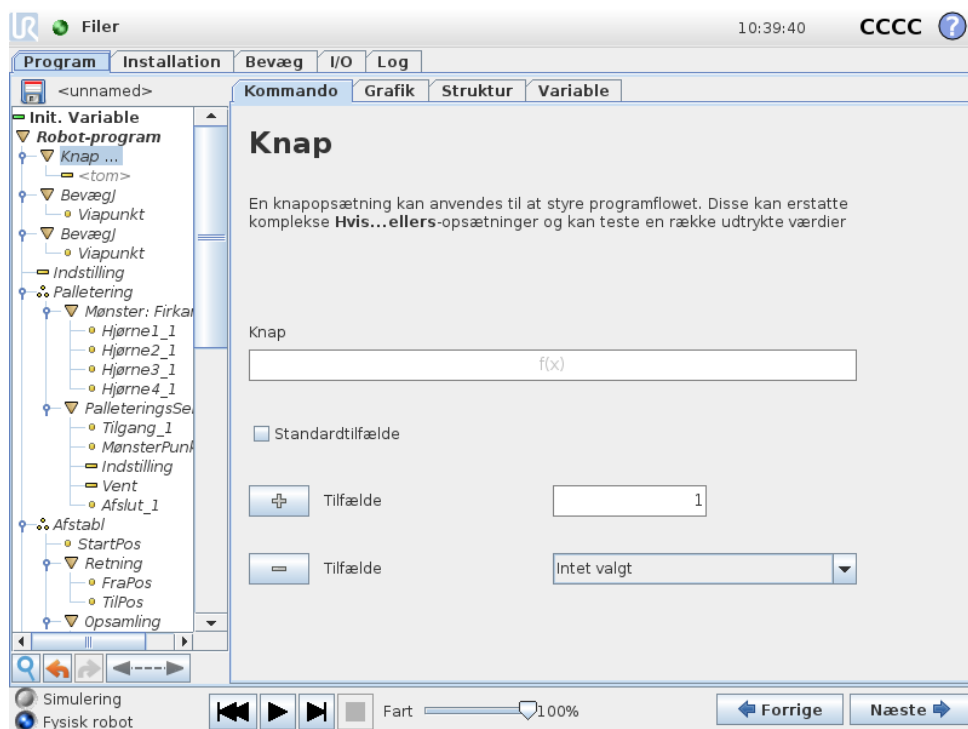 UR Filer 10:39:40 CCCC ?
Program Installation Bevæg I/O Log
<unnamed> Kommando Grafik Struktur Variable
Init. Variable
Robot-program
Knap ...
<tom>
BevægJ
Viapunkt
BevægJ
Viapunkt
Indstilling
Palletering
Mønster: Firkan
Hjørne1_1
Hjørne2_1
Hjørne3_1
Hjørne4_1
PalleteringsSe
Tilgang_1
MønsterPunk
Indstilling
Vent
Afslut_1
Afstabl
StartPos
Retning
FraPos
TilPos
Opsamling
Knap
En knapopsætning kan anvendes til at styre programflowet. Disse kan erstatte
komplekse Hvis...ellers-opsætninger og kan teste en række udtrykte værdier
Knap
f(x)
Standardtilfælde
Tilfælde 1
Tilfælde Intet valgt
Simulering
Fysisk robot
Fart 100%
Forrige Næste